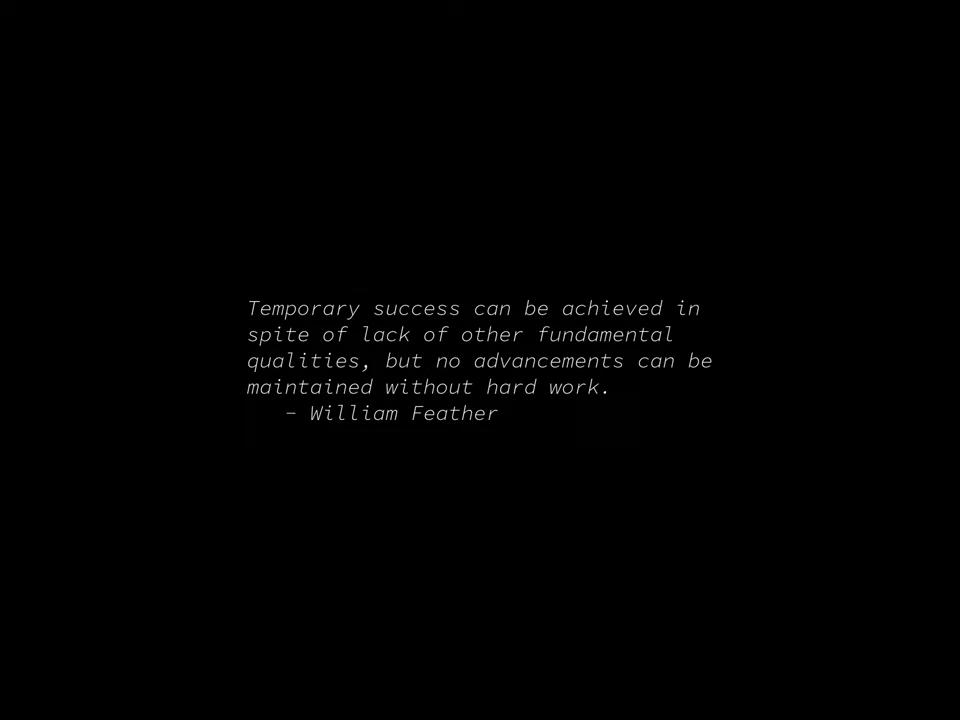 Temporary success can be achieved in
spite of lack of other fundamental
qualities, but no advancements can be
maintained without hard work.
- William Feather